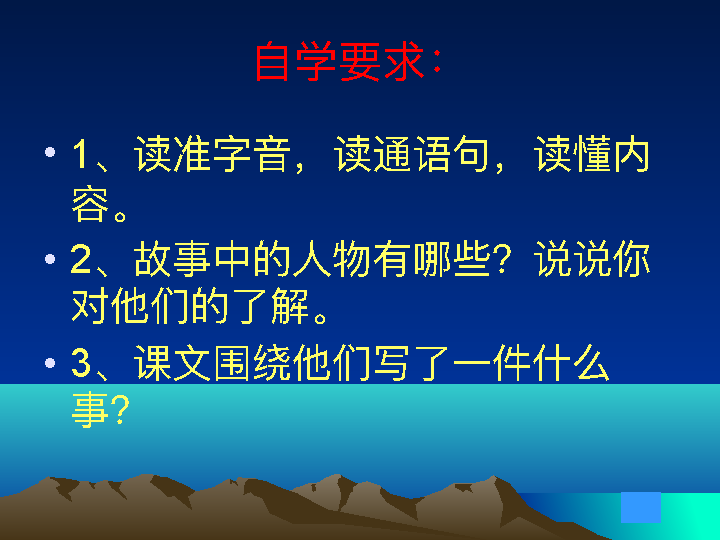 自学要求：
• 1、读准字音，读通语句，读懂内
容。
• 2、故事中的人物有哪些？说说你
对他们的了解。
• 3、课文围绕他们写了一件什么
事？